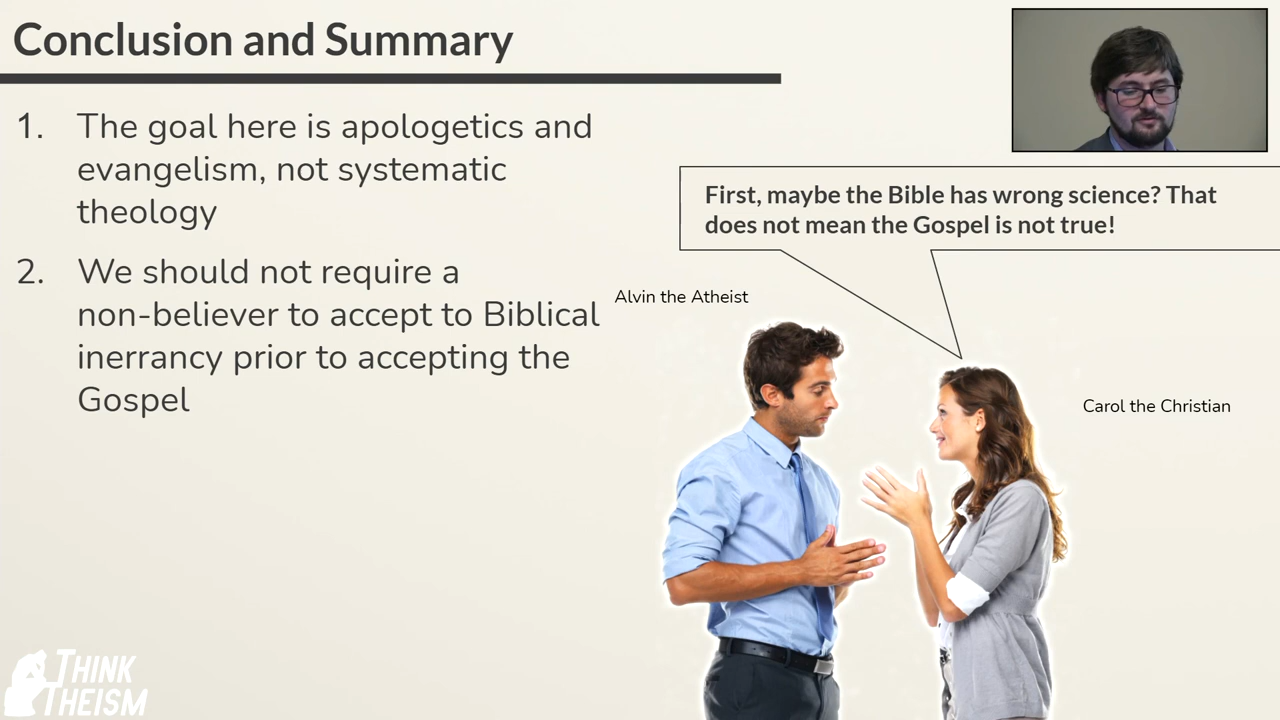 Conclusion and Summary
1. The goal here is apologetics and
evangelism, not systematic
theology
2. We should not require a
non-believer to accept to Biblical
inerrancy prior to accepting the
Gospel
First, maybe the Bible has wrong science? That
does not mean the Gospel is not true!
Alvin the Atheist
Carol the Christian
THINK
THEISM